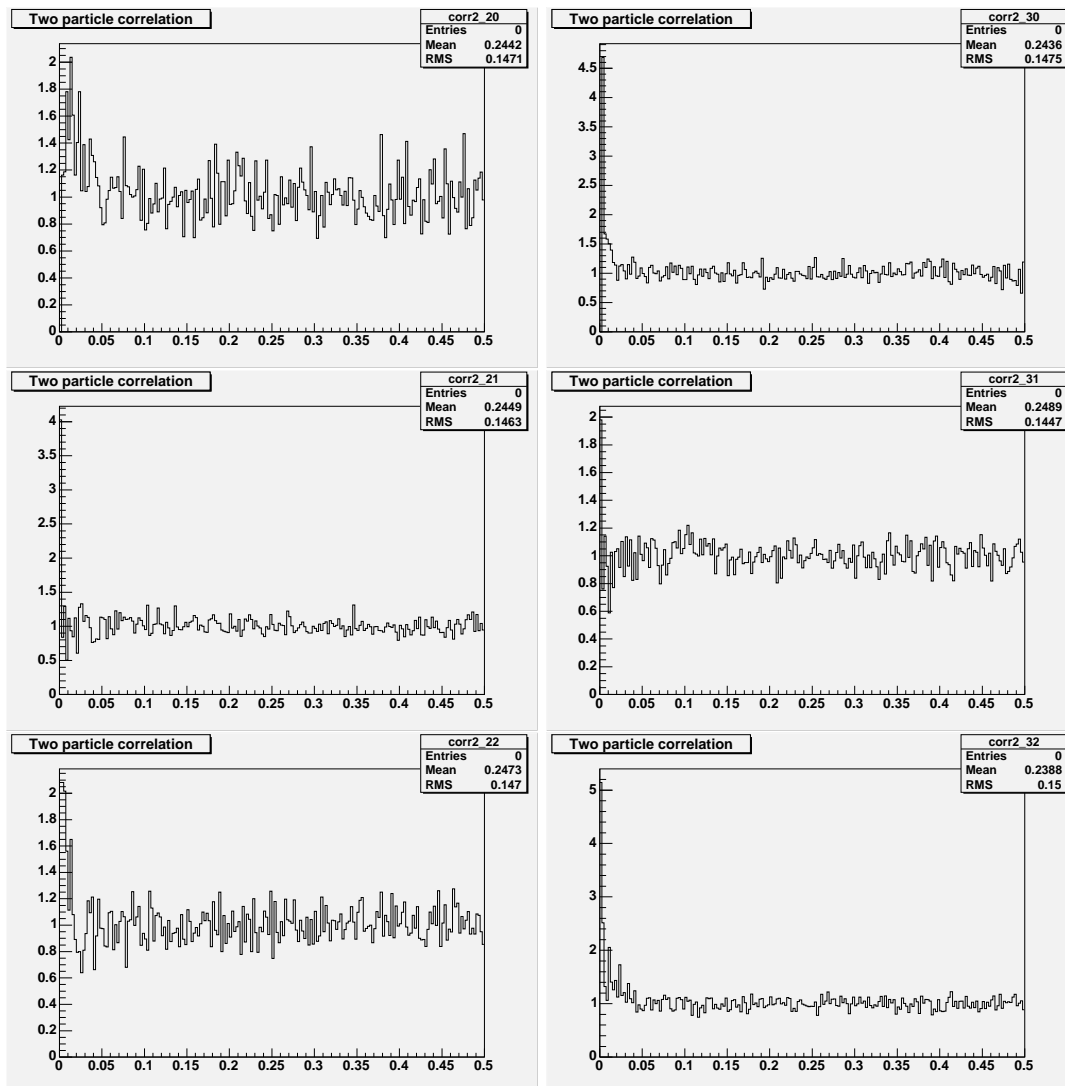 Two particle correlation
corr2_20
Entries 0
Mean 0.2442
RMS 0.1471
2
1.8
1.6
1.4
1.2
1
0.8
0.6
0.4
0.2
0
0 0.05 0.1 0.15 0.2 0.25 0.3 0.35 0.4 0.45 0.5
Two particle correlation
corr2_30
Entries 0
Mean 0.2436
RMS 0.1475
4.5
4
3.5
3
2.5
2
1.5
1
0.5
0
0 0.05 0.1 0.15 0.2 0.25 0.3 0.35 0.4 0.45 0.5
Two particle correlation
corr2_21
Entries 0
Mean 0.2449
RMS 0.1463
4
3.5
3
2.5
2
1.5
1
0.5
0
0 0.05 0.1 0.15 0.2 0.25 0.3 0.35 0.4 0.45 0.5
Two particle correlation
corr2_31
Entries 0
Mean 0.2489
RMS 0.1447
2
1.8
1.6
1.4
1.2
1
0.8
0.6
0.4
0.2
0
0 0.05 0.1 0.15 0.2 0.25 0.3 0.35 0.4 0.45 0.5
Two particle correlation
corr2_22
Entries 0
Mean 0.2473
RMS 0.147
2
1.8
1.6
1.4
1.2
1
0.8
0.6
0.4
0.2
0
0 0.05 0.1 0.15 0.2 0.25 0.3 0.35 0.4 0.45 0.5
Two particle correlation
corr2_32
Entries 0
Mean 0.2388
RMS 0.15
5
4
3
2
1
0
0 0.05 0.1 0.15 0.2 0.25 0.3 0.35 0.4 0.45 0.5